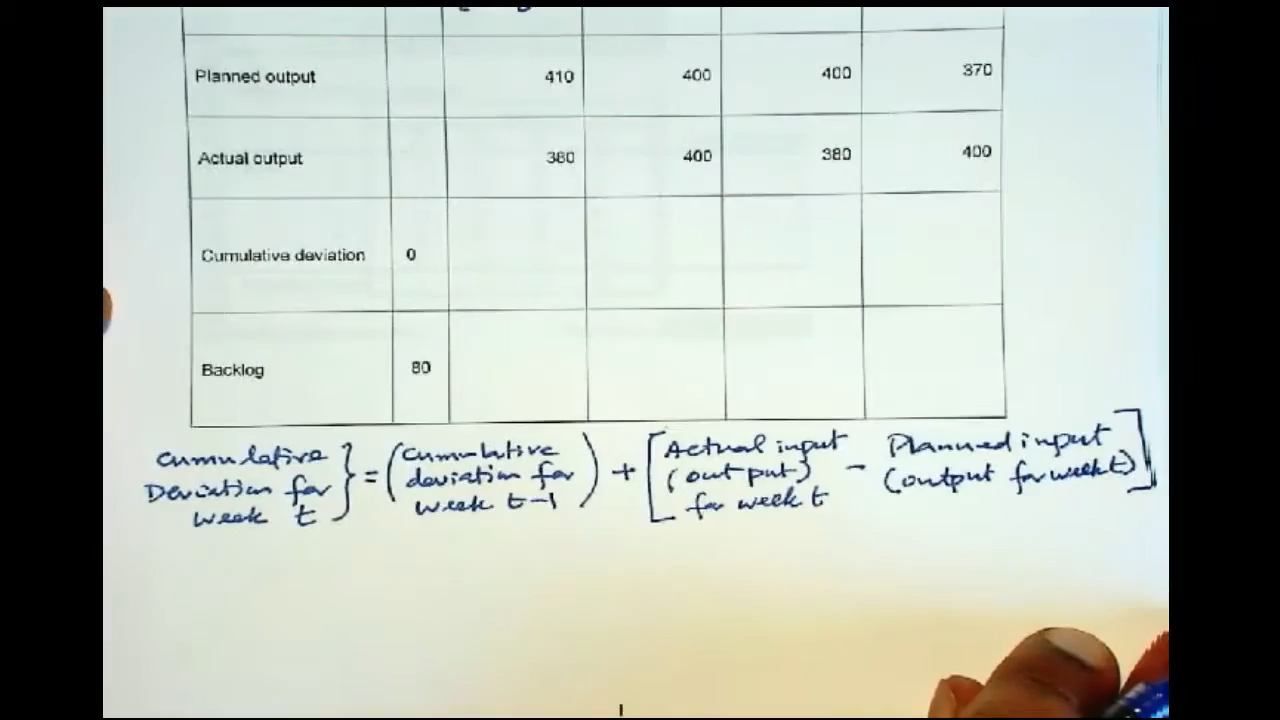 Planned output 410 400 400 370
Actual output 380 400 380 400
Cumulative deviation 0
Backlog 80
Cumulative Deviation for week t } = (Cumulative deviation for week t-1) + [Actual input (output) for week t - Planned input (output for week t)]